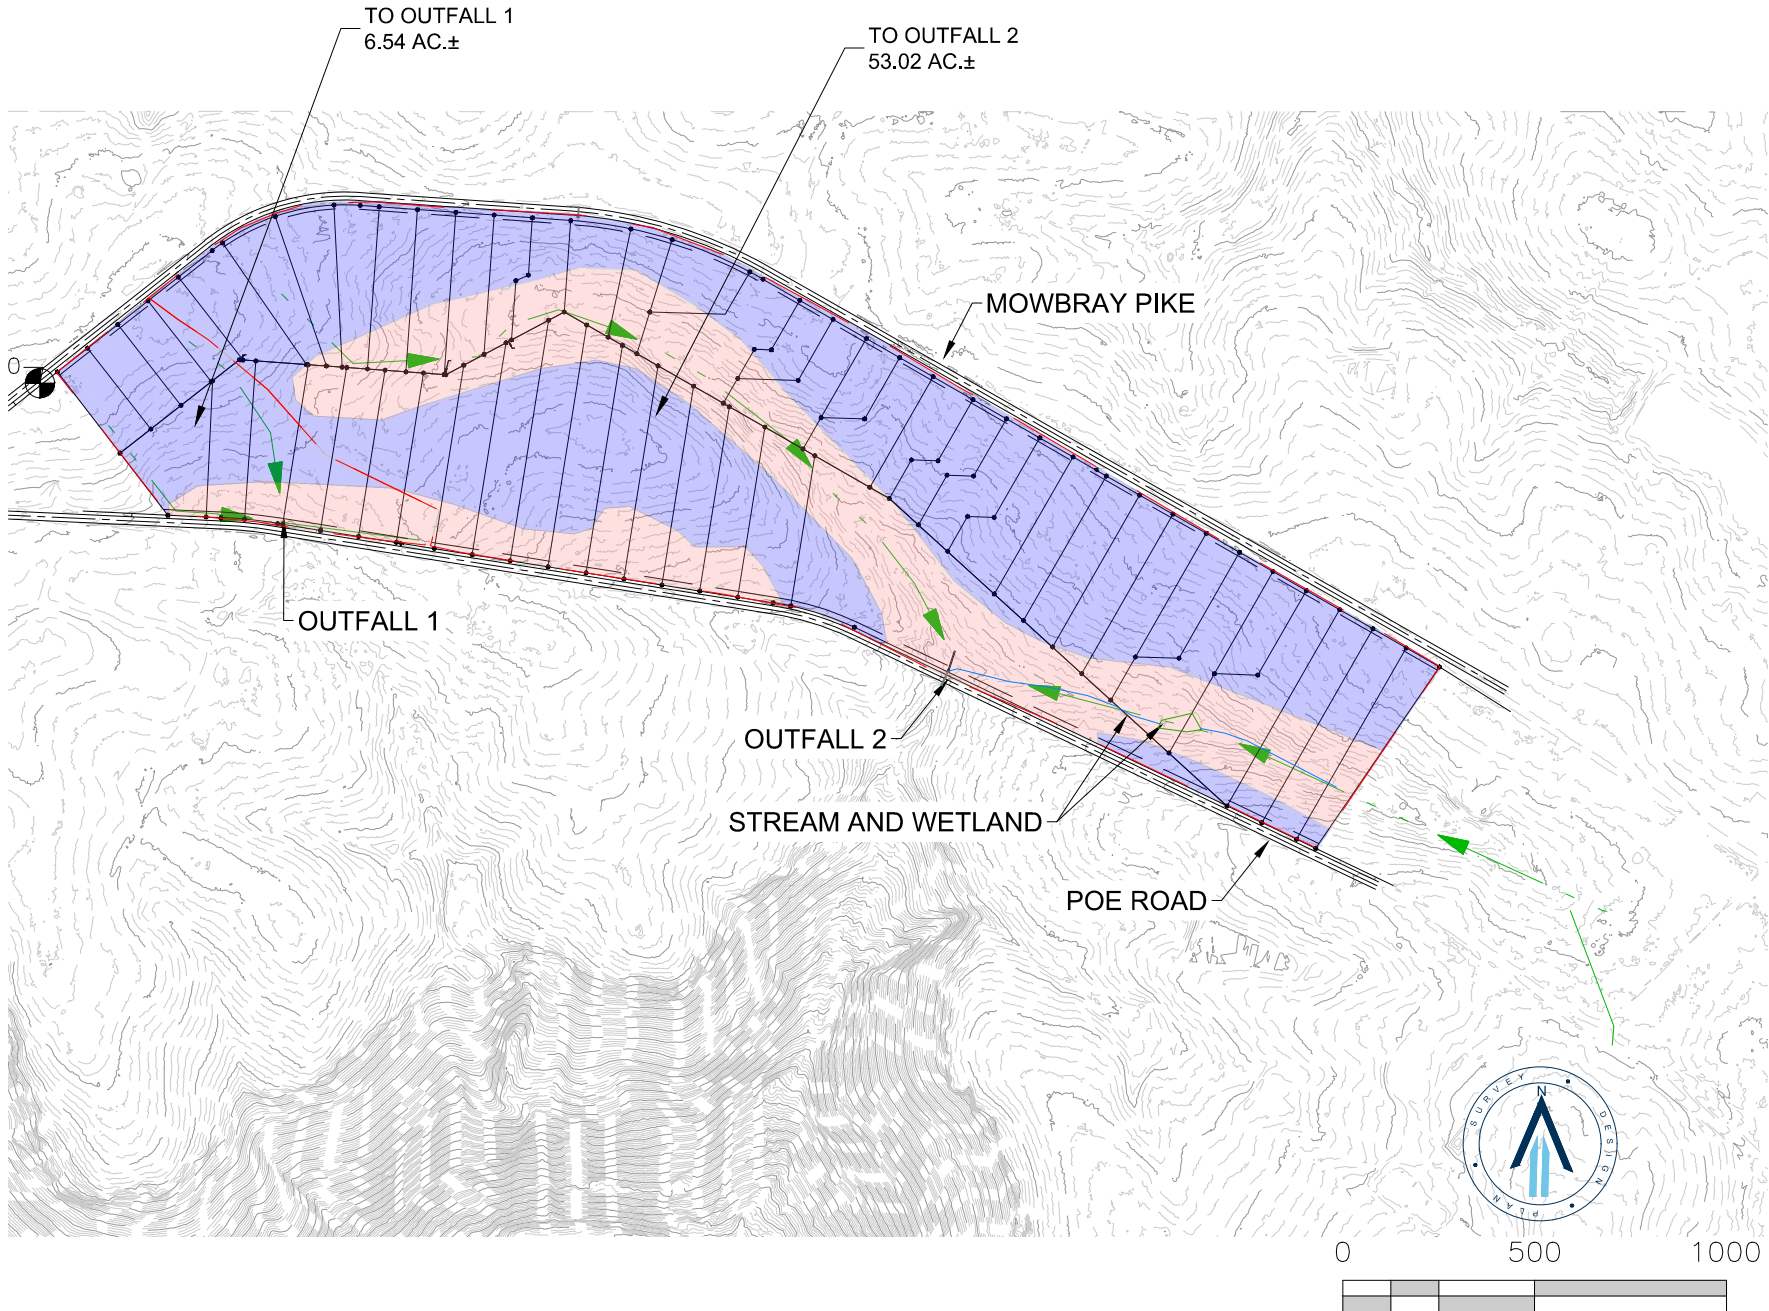 TO OUTFALL 1
6.54 AC.±
TO OUTFALL 2
53.02 AC.±
MOWBRAY PIKE
0
OUTFALL 1
OUTFALL 2
STREAM AND WETLAND
POE ROAD
N
SURVEY
DESIGN
PLAN
0 500 1000